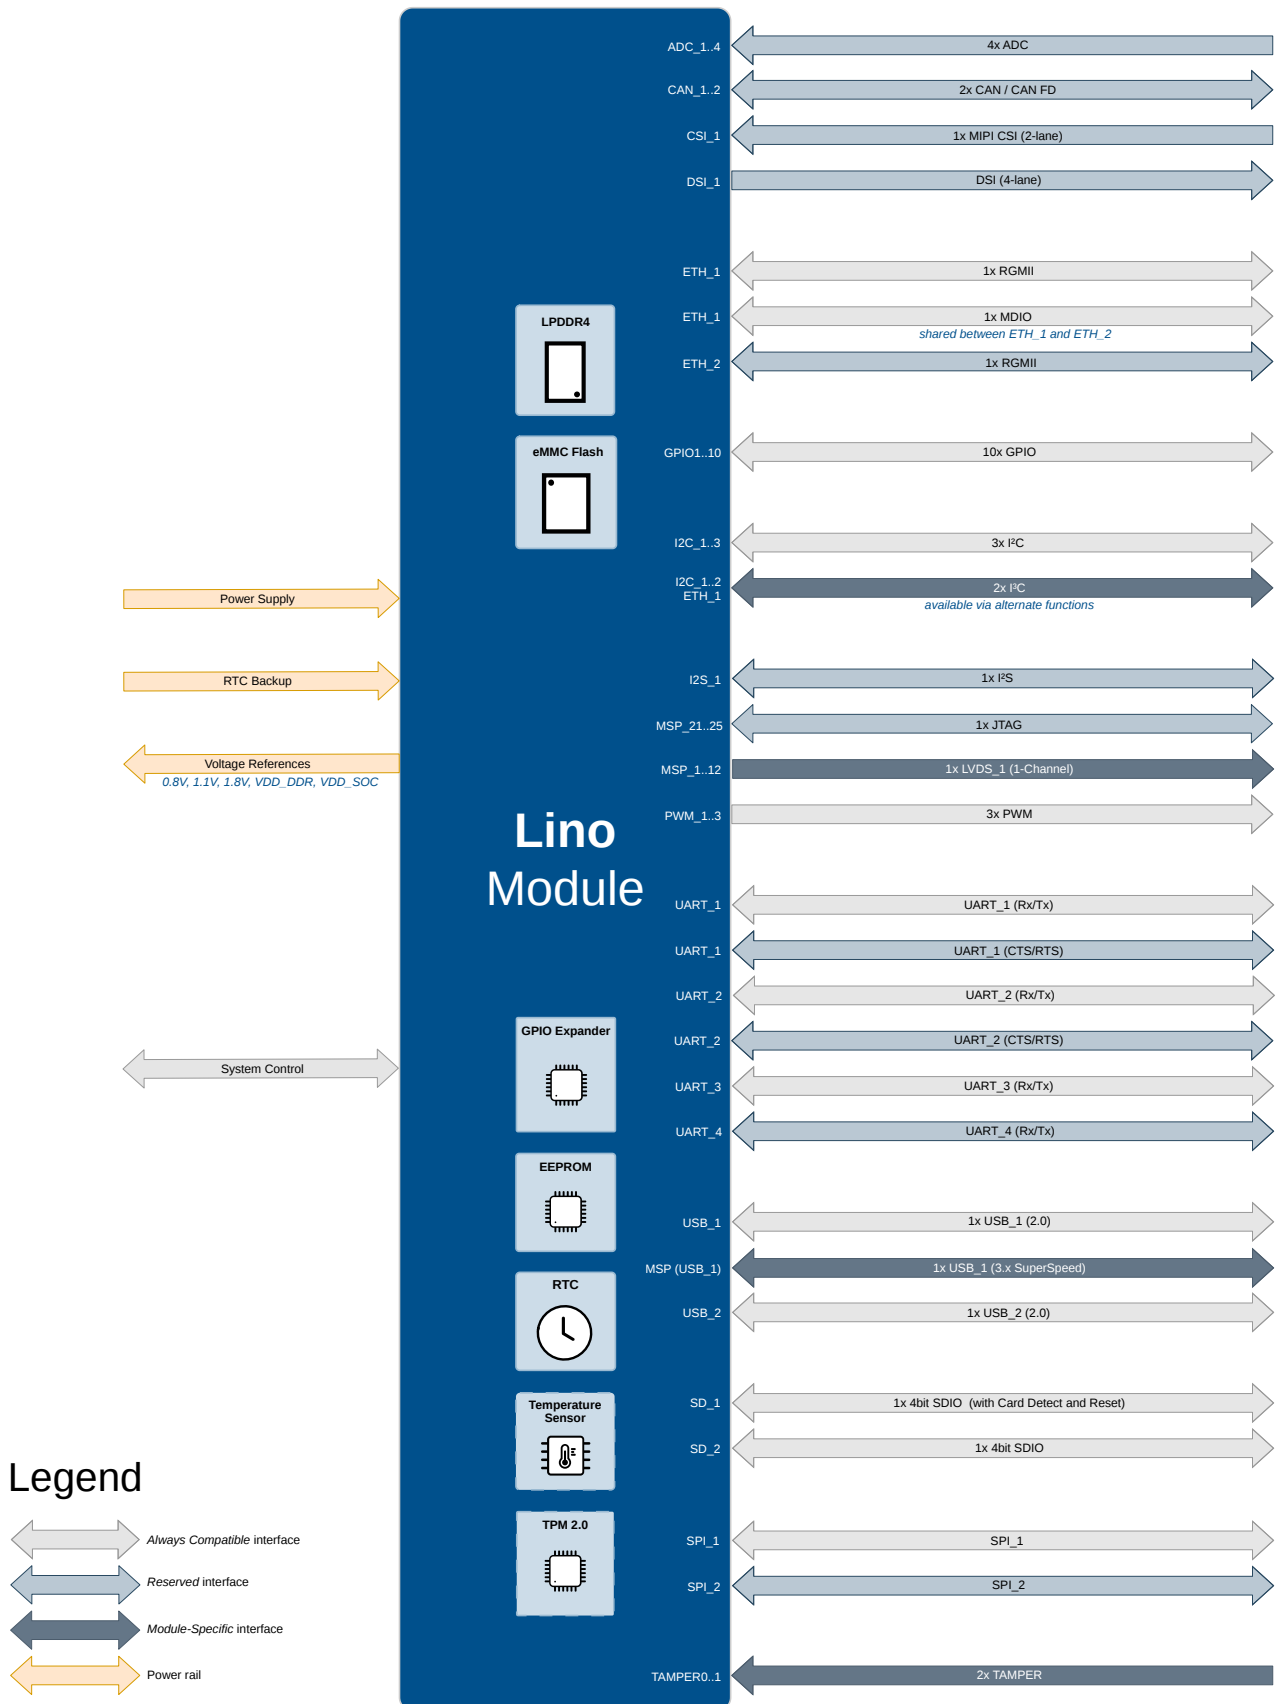 ADC_1..4
4x ADC
CAN_1..2
2x CAN / CAN FD
CSI_1
1x MIPI CSI (2-lane)
DSI_1
DSI (4-lane)
ETH_1
1x RGMII
LPDDR4
ETH_1
1x MDIO
shared between ETH_1 and ETH_2
ETH_2
1x RGMII
eMMC Flash
GPIO1..10
10x GPIO
I2C_1..3
3x I²C
I2C_1..2
ETH_1
2x I³C
available via alternate functions
Power Supply
RTC Backup
I2S_1
1x I²S
MSP_21..25
1x JTAG
Voltage References
0.8V, 1.1V, 1.8V, VDD_DDR, VDD_SOC
MSP_1..12
1x LVDS_1 (1-Channel)
PWM_1..3
3x PWM
Lino
Module
UART_1
UART_1 (Rx/Tx)
UART_1
UART_1 (CTS/RTS)
UART_2
UART_2 (Rx/Tx)
GPIO Expander
UART_2
UART_2 (CTS/RTS)
System Control
UART_3
UART_3 (Rx/Tx)
UART_4
UART_4 (Rx/Tx)
EEPROM
USB_1
1x USB_1 (2.0)
MSP (USB_1)
1x USB_1 (3.x SuperSpeed)
RTC
USB_2
1x USB_2 (2.0)
Temperature
Sensor
SD_1
1x 4bit SDIO  (with Card Detect and Reset)
SD_2
1x 4bit SDIO
TPM 2.0
SPI_1
SPI_1
SPI_2
SPI_2
TAMPER0..1
2x TAMPER
Legend
Always Compatible interface
Reserved interface
Module-Specific interface
Power rail